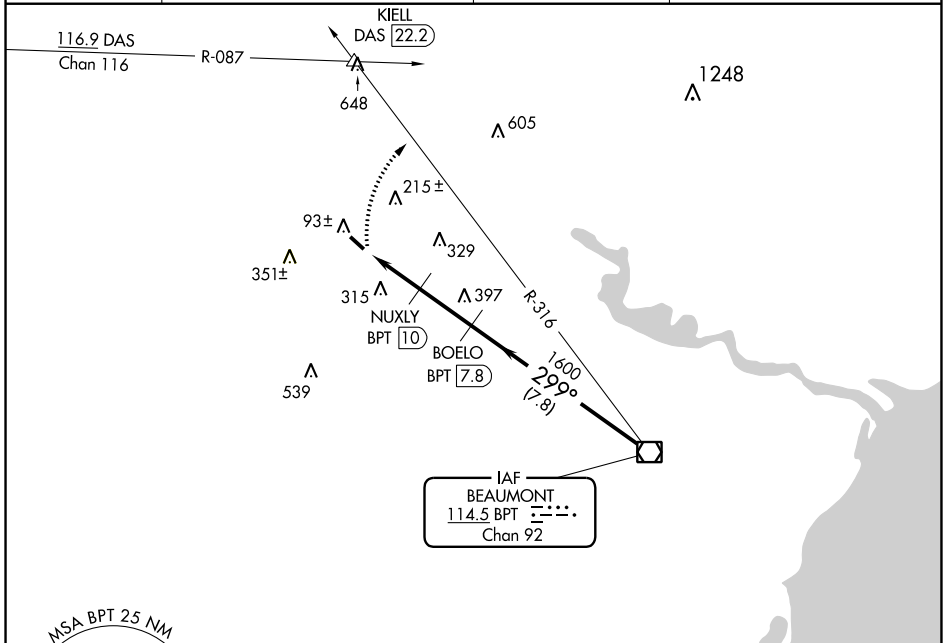 KIELL
DAS 22.2
116.9 DAS
Chan 116
R-087
648
1248
605
215±
93±
329
351±
315
397
NUXLY
BPT 10
R-316
BOELO
BPT 7.8
1600
299°
(7.8)
539
IAF
BEAUMONT
114.5 BPT
Chan 92
MSA BPT 25 NM